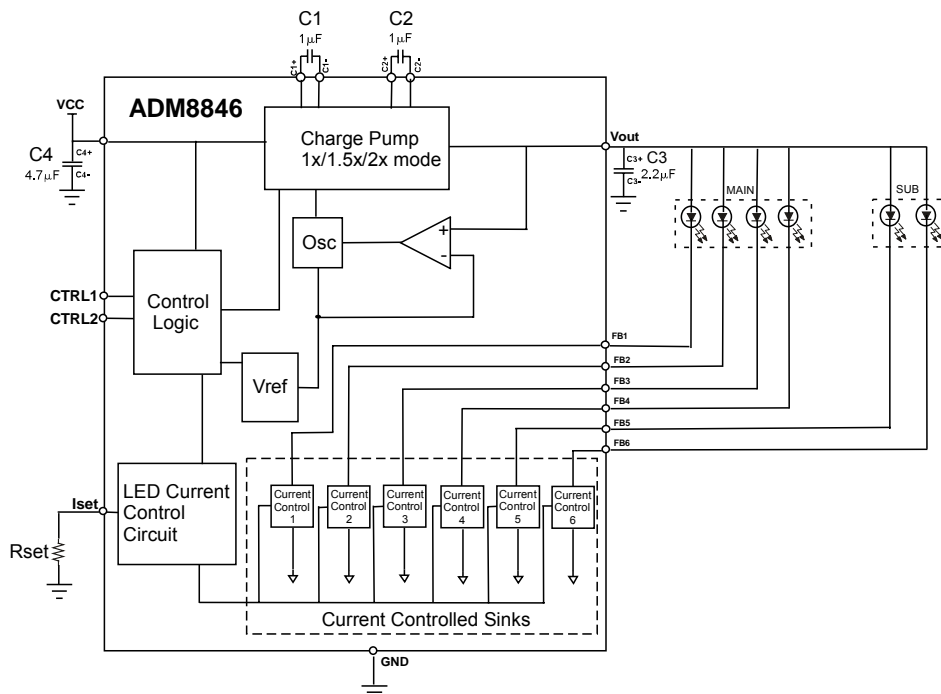 C1
1µF
C2
1µF
C1+
C1-
C2+
C2-
ADM8846
VCC
C4
4.7µF
C4+
C4-
Charge Pump
1x/1.5x/2x mode
Vout
C3+
C3-
C3
2.2µF
MAIN
SUB
Osc
+
-
CTRL1
CTRL2
Control
Logic
Vref
FB1
FB2
FB3
FB4
FB5
FB6
Iset
Rset
LED Current
Control
Circuit
Current
Control
1
Current
Control
2
Current
Control
3
Current
Control
4
Current
Control
5
Current
Control
6
Current Controlled Sinks
GND